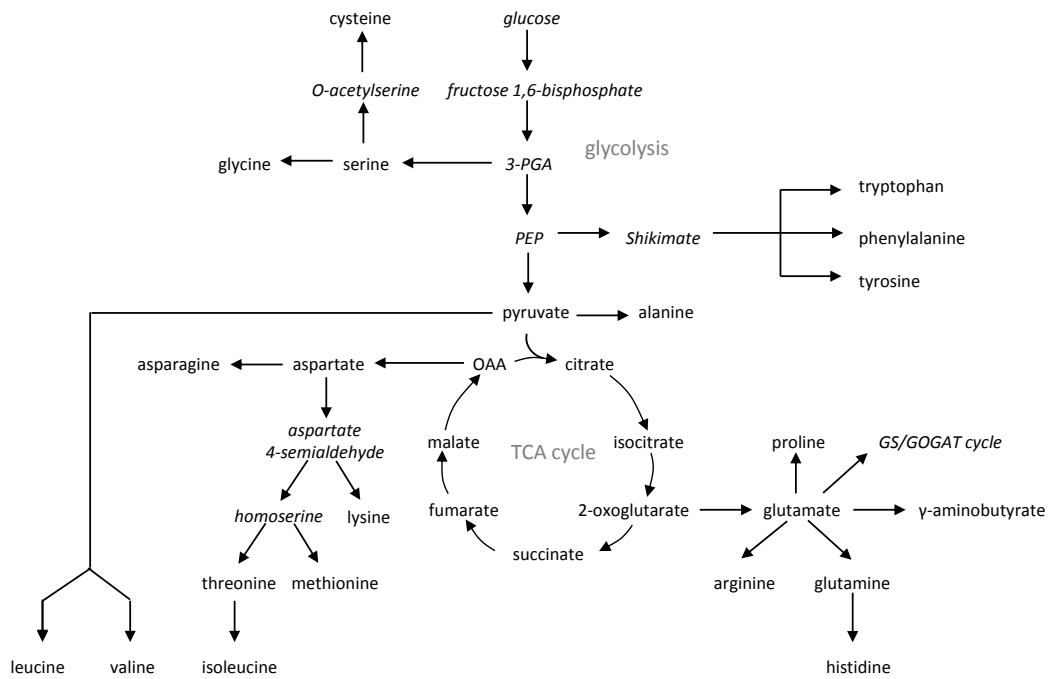 cysteine
glucose
O-acetylserine
fructose 1,6-bisphosphate
glycolysis
glycine
serine
3-PGA
tryptophan
PEP
Shikimate
phenylalanine
tyrosine
pyruvate
alanine
asparagine
aspartate
OAA
citrate
aspartate
4-semialdehyde
malate
TCA cycle
isocitrate
proline
GS/GOGAT cycle
homoserine
lysine
fumarate
2-oxoglutarate
glutamate
γ-aminobutyrate
succinate
threonine
methionine
arginine
glutamine
leucine
valine
isoleucine
histidine